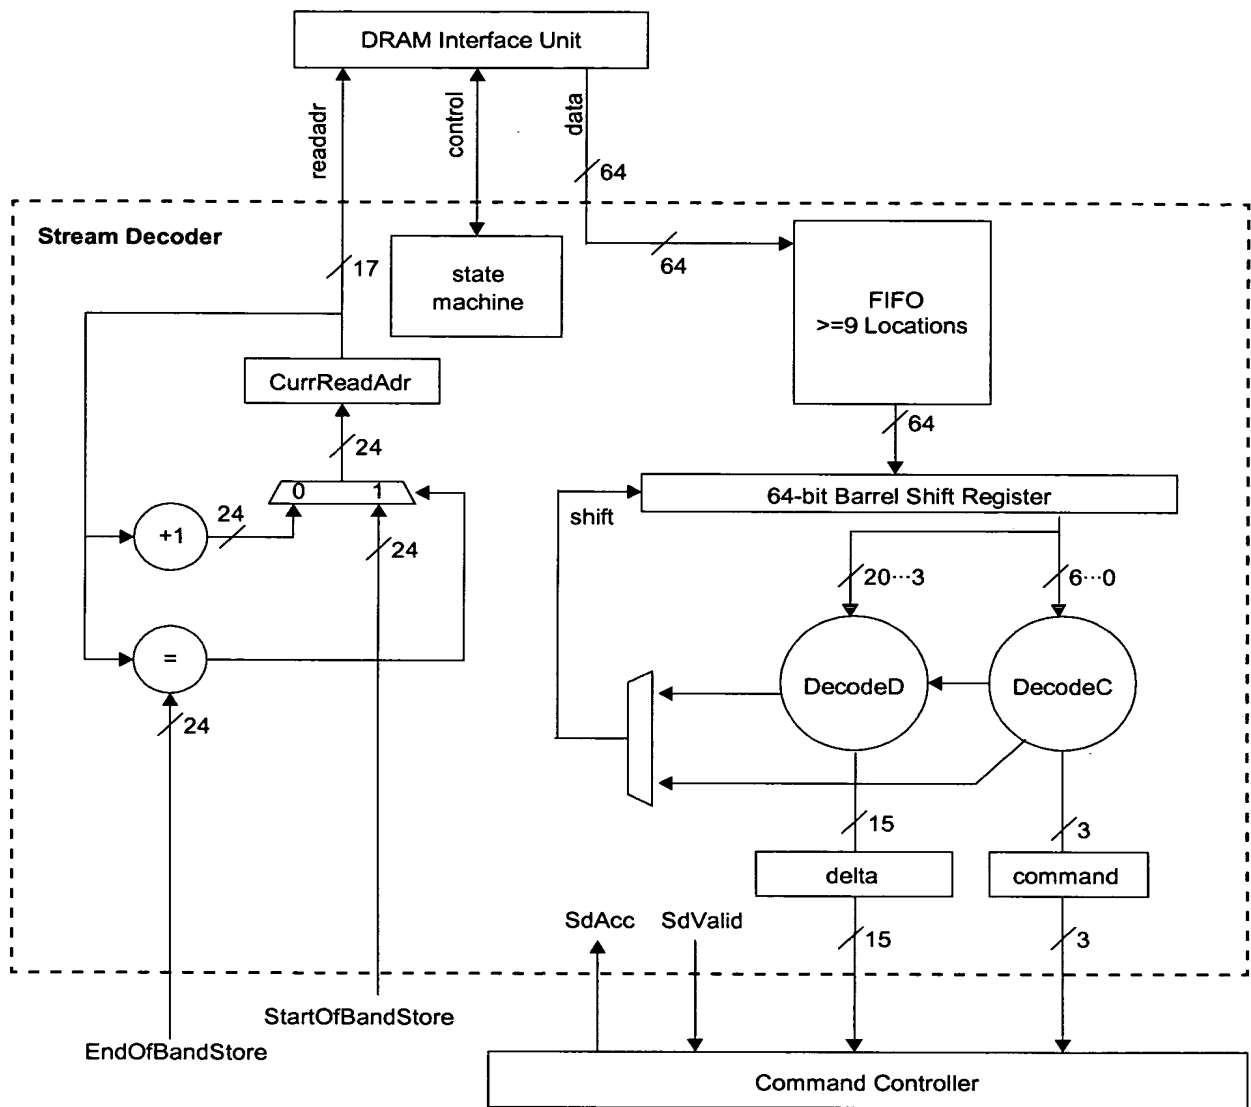 DRAM Interface Unit
readadr
control
data
64
Stream Decoder
17
state
machine
64
FIFO
>=9 Locations
CurrReadAdr
24
64
0 1
64-bit Barrel Shift Register
shift
+1
24
24
20···3
6···0
=
DecodeD
DecodeC
24
15
3
delta
command
SdAcc
SdValid
15
3
StartOfBandStore
EndOfBandStore
Command Controller